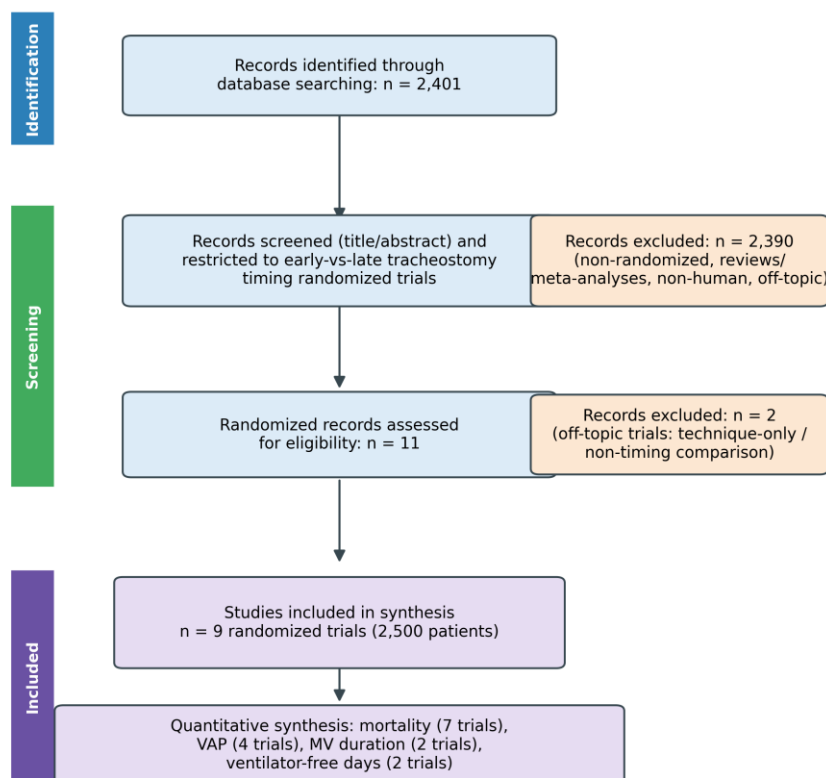 Identification
Records identified through
database searching: n = 2,401
Screening
Records screened (title/abstract) and
restricted to early-vs-late tracheostomy
timing randomized trials
Records excluded: n = 2,390
(non-randomized, reviews/
meta-analyses, non-human, off-topic)
Randomized records assessed
for eligibility: n = 11
Records excluded: n = 2
(off-topic trials: technique-only /
non-timing comparison)
Included
Studies included in synthesis
n = 9 randomized trials (2,500 patients)
Quantitative synthesis: mortality (7 trials),
VAP (4 trials), MV duration (2 trials),
ventilator-free days (2 trials)